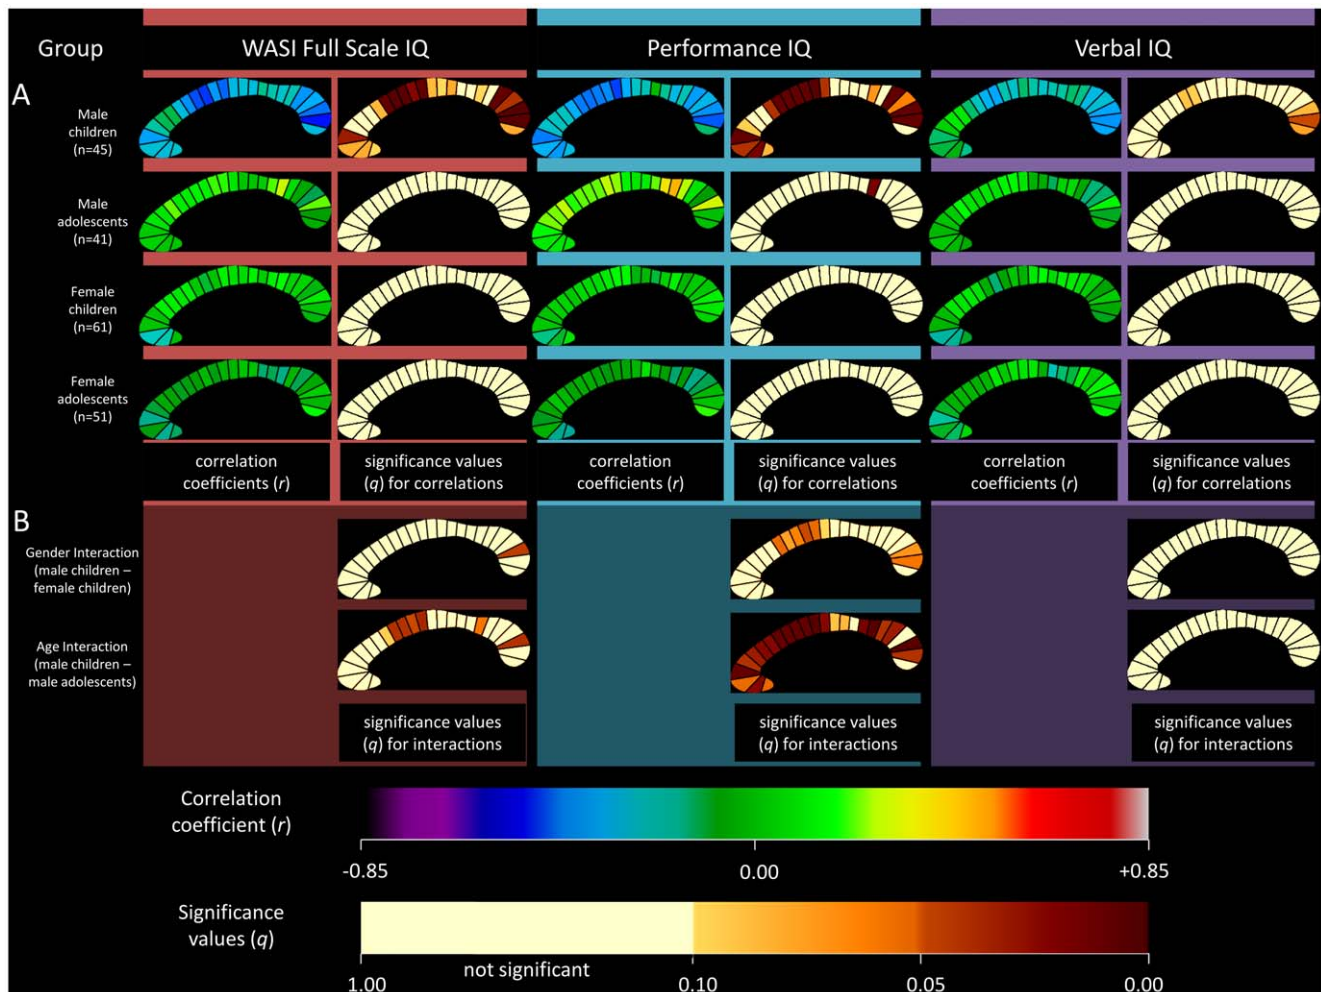 Group
WASI Full Scale IQ
Performance IQ
Verbal IQ
A
Male
children
(n=45)
Male
adolescents
(n=41)
Female
children
(n=61)
Female
adolescents
(n=51)
correlation
coefficients (r)
significance values
(q) for correlations
correlation
coefficients (r)
significance values
(q) for correlations
correlation
coefficients (r)
significance values
(q) for correlations
B
Gender Interaction
(male children –
female children)
Age Interaction
(male children –
male adolescents)
significance values
(q) for interactions
significance values
(q) for interactions
significance values
(q) for interactions
Correlation
coefficient (r)
-0.85
0.00
+0.85
Significance
values (q)
not significant
1.00
0.10
0.05
0.00